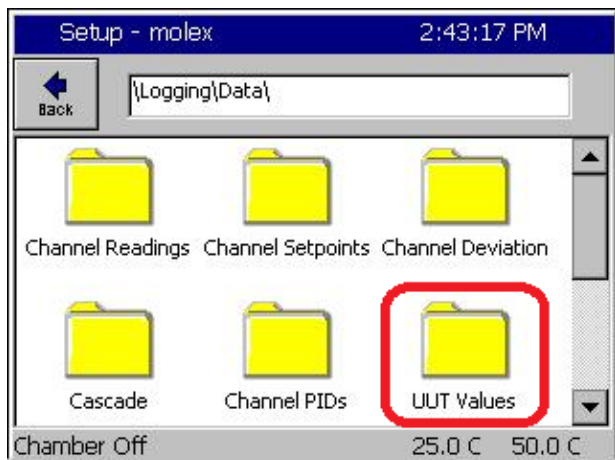 Setup - molex 2:43:17 PM
Back
\Logging\Data\
Channel Readings Channel Setpoints Channel Deviation
Cascade Channel PIDs UUT Values
Chamber Off 25.0 C 50.0 C